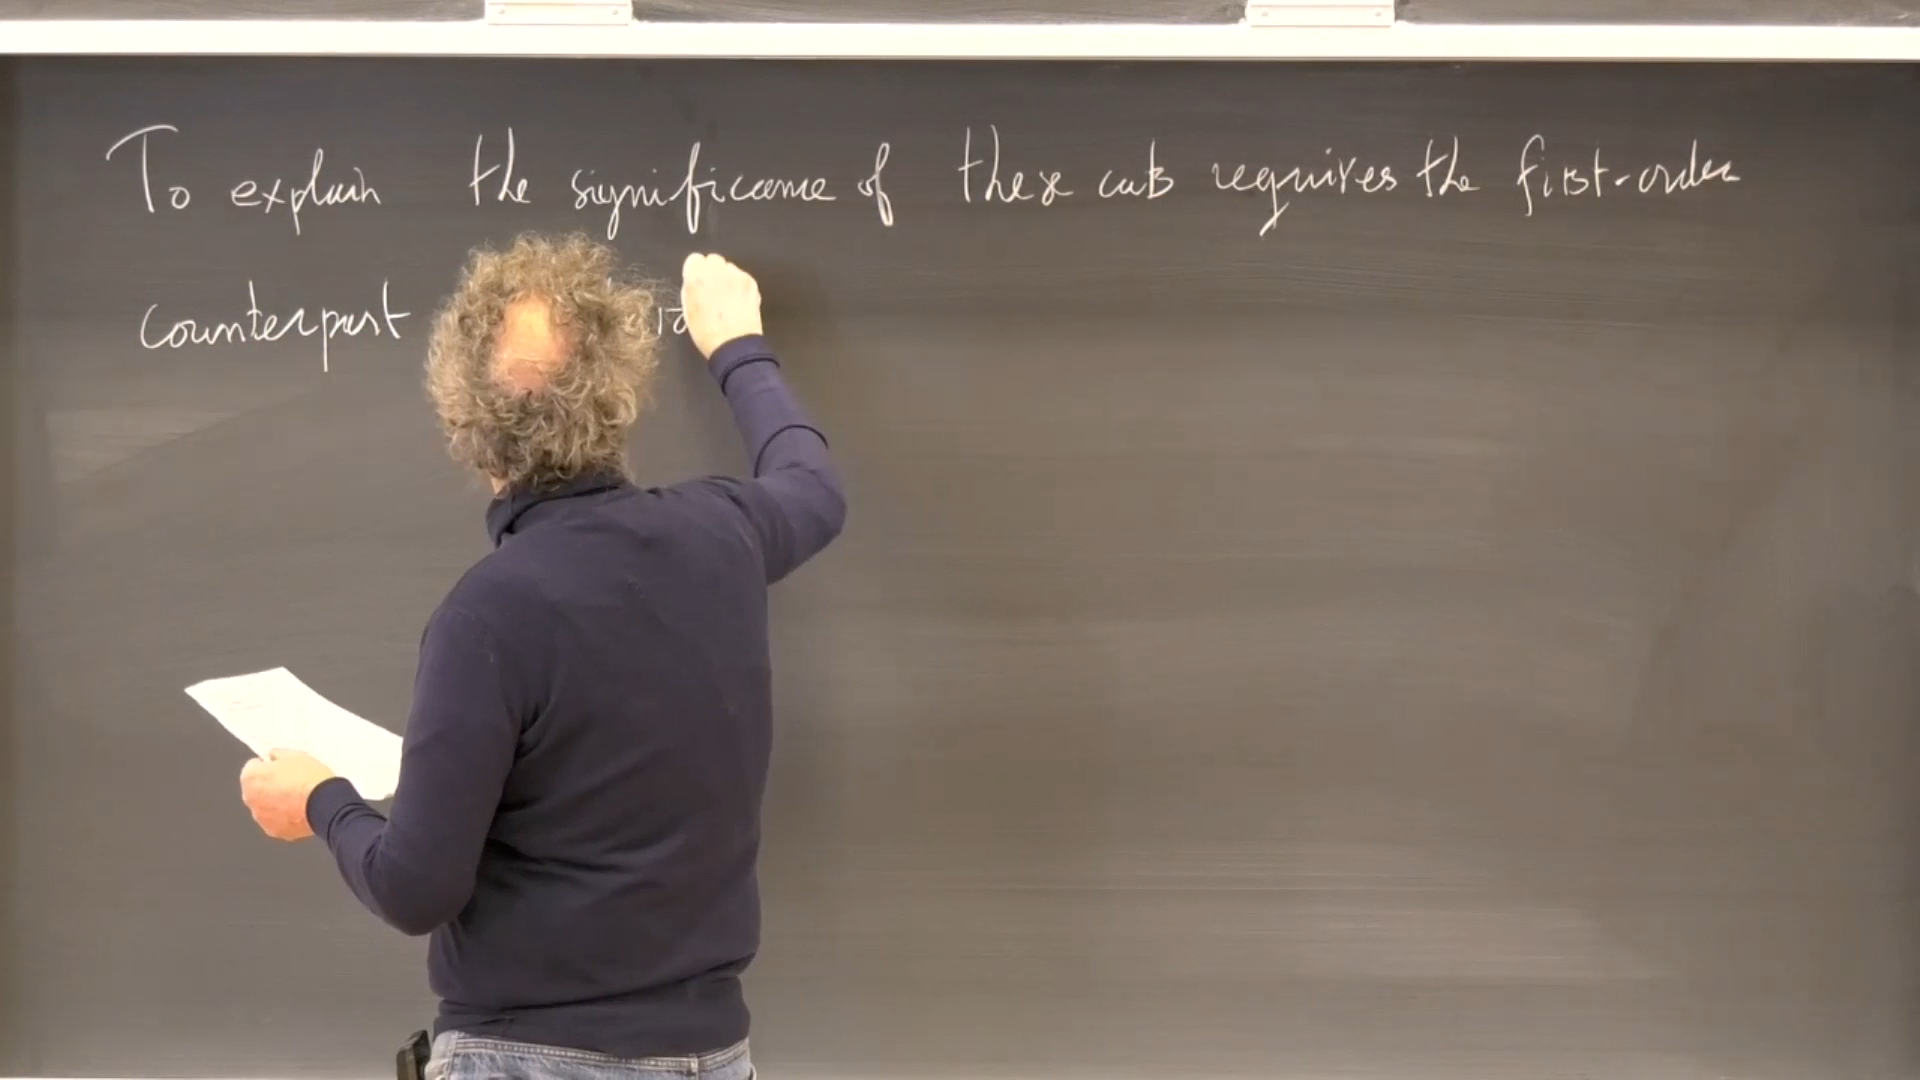 To explain the significance of these cuts requires the first-order
counterpart